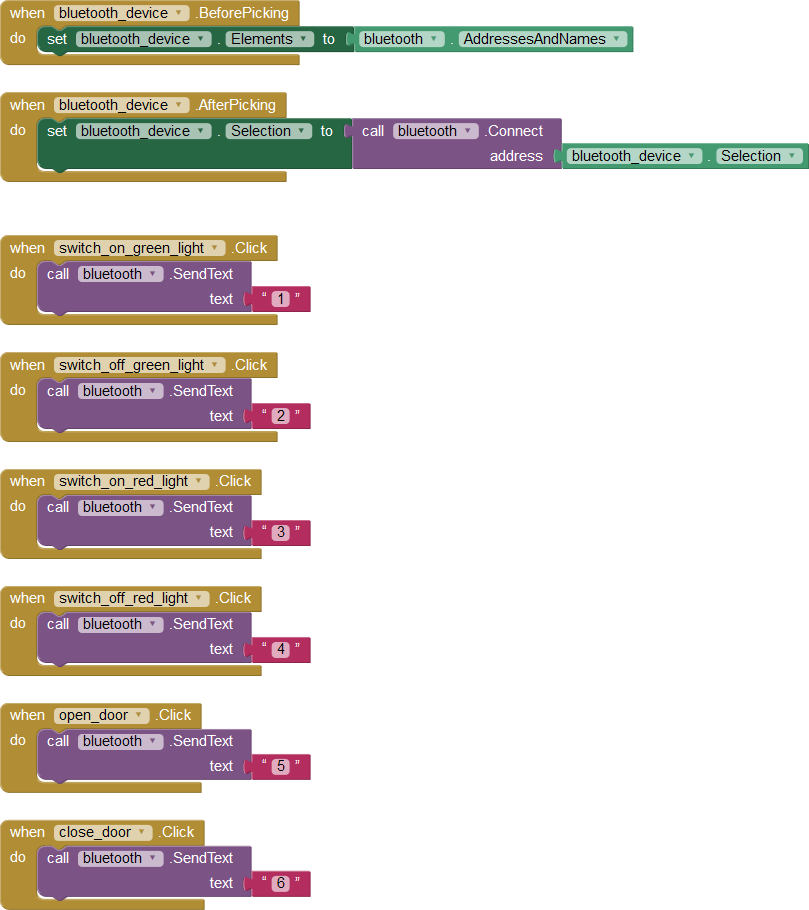 when bluetooth_device .BeforePicking
do set bluetooth_device . Elements to bluetooth . AddressesAndNames
when bluetooth_device .AfterPicking
do set bluetooth_device . Selection to call bluetooth .Connect
address bluetooth_device . Selection
when switch_on_green_light .Click
do call bluetooth .SendText
text “ 1 ”
when switch_off_green_light .Click
do call bluetooth .SendText
text “ 2 ”
when switch_on_red_light .Click
do call bluetooth .SendText
text “ 3 ”
when switch_off_red_light .Click
do call bluetooth .SendText
text “ 4 ”
when open_door .Click
do call bluetooth .SendText
text “ 5 ”
when close_door .Click
do call bluetooth .SendText
text “ 6 ”